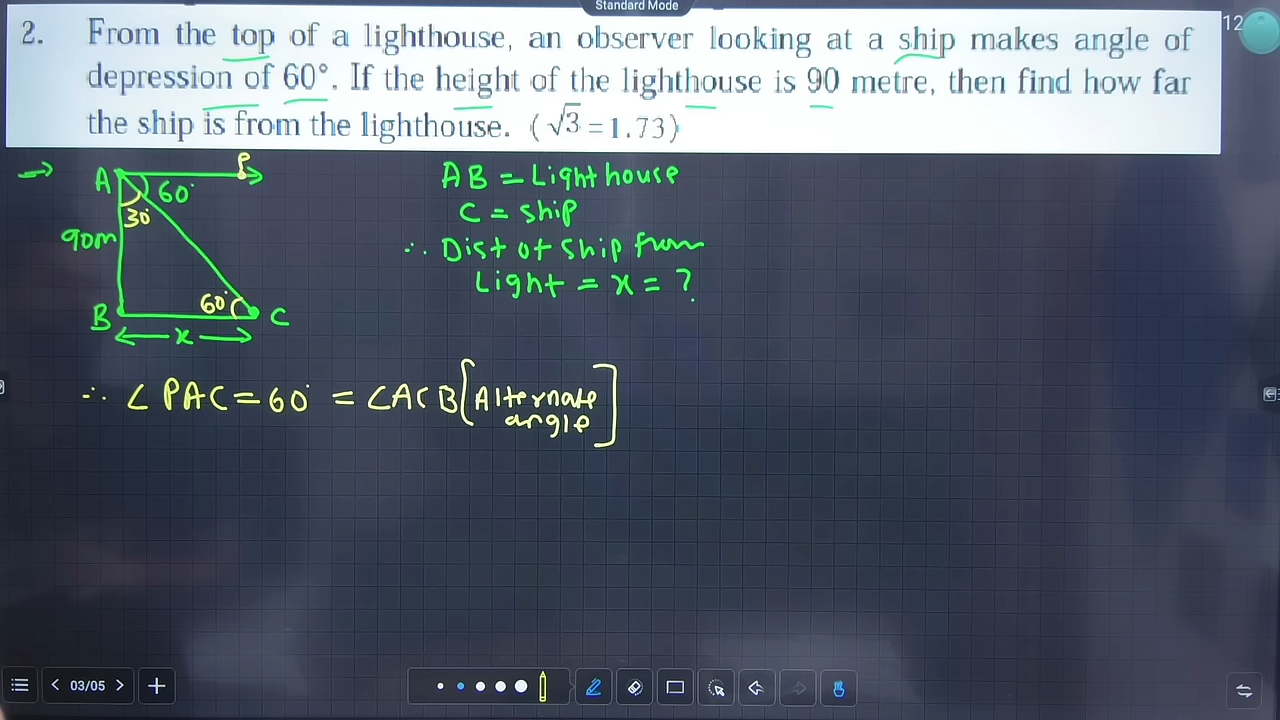 Standard Mode
12
2. From the top of a lighthouse, an observer looking at a ship makes angle of
depression of 60°. If the height of the lighthouse is 90 metre, then find how far
the ship is from the lighthouse. (√3 = 1.73)
P
A 60°
30°
90m
60°
B C
x
AB = Light house
C = ship
∴ Dist of ship from
Light = x = ?
∴ ∠PAC = 60° = ∠ACB [Alternate
angle]
03/05